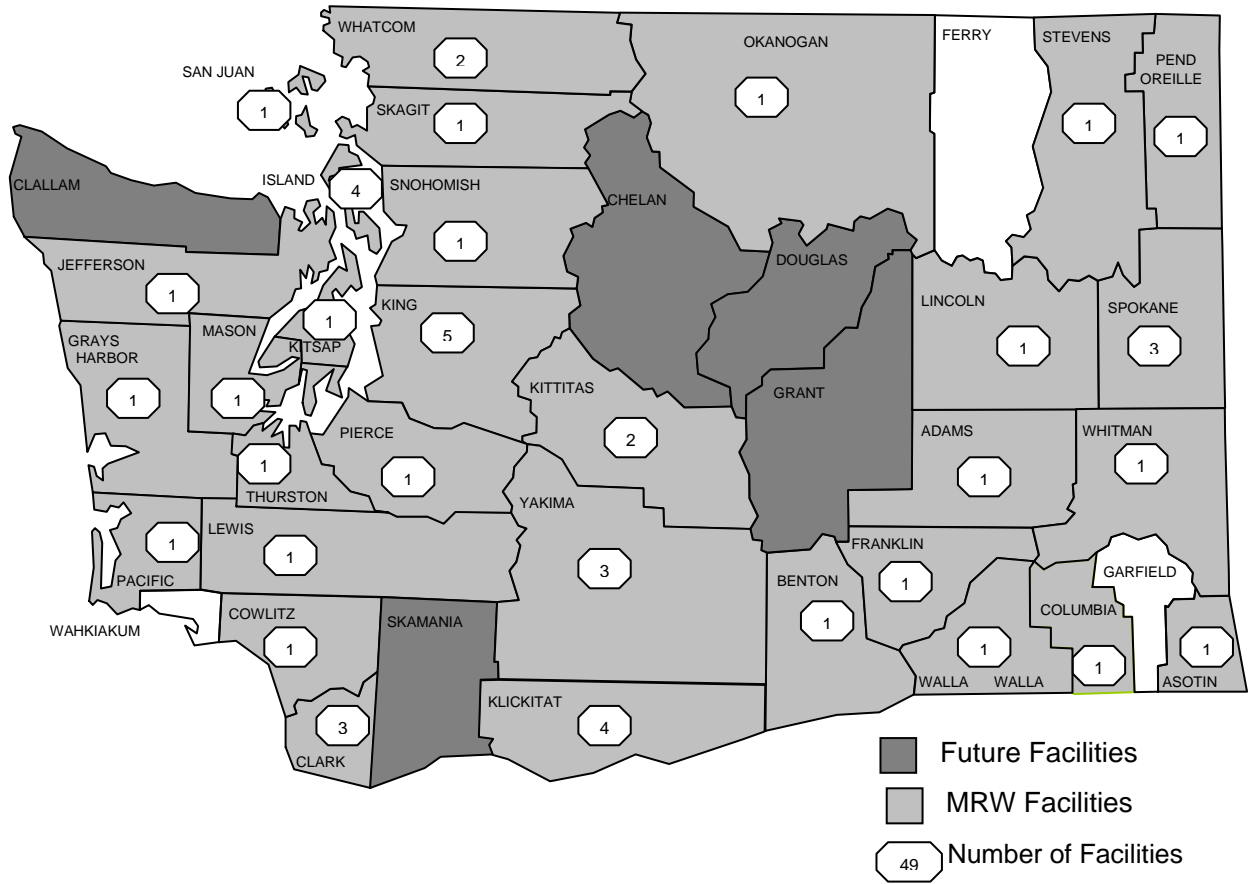 WHATCOM
2
SAN JUAN
1
SKAGIT
1
OKANOGAN
1
FERRY
STEVENS
1
PEND
OREILLE
1
CLALLAM
ISLAND
4
SNOHOMISH
1
CHELAN
DOUGLAS
JEFFERSON
1
KITSAP
1
KING
5
LINCOLN
1
SPOKANE
3
GRAYS
HARBOR
1
MASON
1
KITTITAS
2
GRANT
PIERCE
1
THURSTON
1
ADAMS
1
WHITMAN
1
PACIFIC
1
LEWIS
1
YAKIMA
3
BENTON
1
FRANKLIN
1
GARFIELD
WAHKIAKUM
COWLITZ
1
SKAMANIA
COLUMBIA
1
WALLA WALLA
1
ASOTIN
1
CLARK
3
KLICKITAT
4
Future Facilities
MRW Facilities
49 Number of Facilities